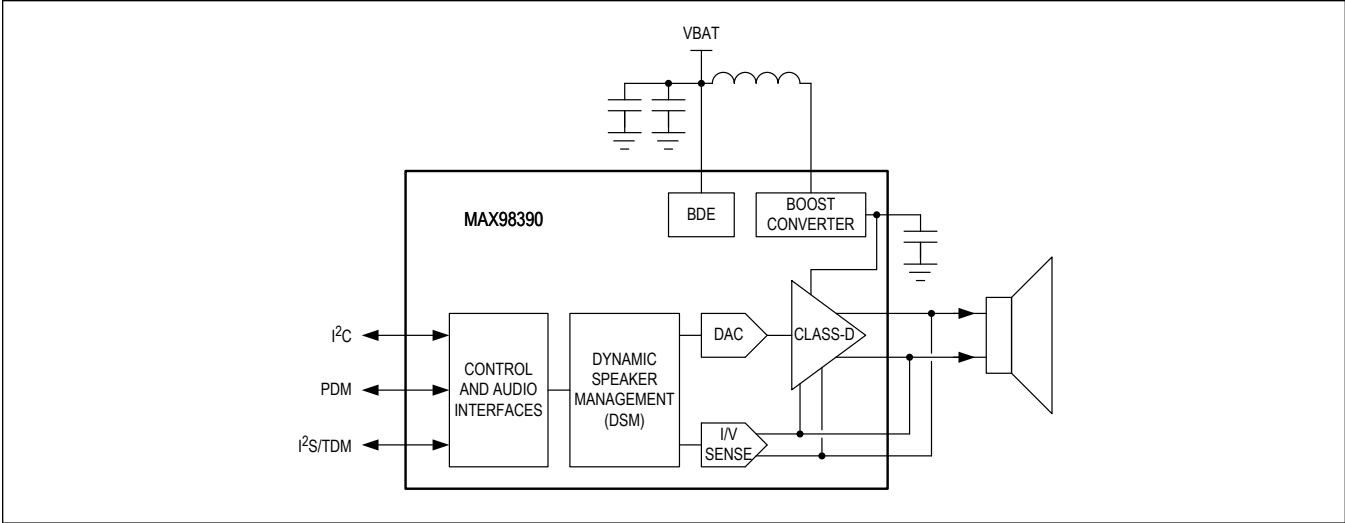 VBAT
MAX98390
BDE
BOOST
CONVERTER
I²C
PDM
I²S/TDM
CONTROL
AND AUDIO
INTERFACES
DYNAMIC
SPEAKER
MANAGEMENT
(DSM)
DAC
CLASS-D
I/V
SENSE